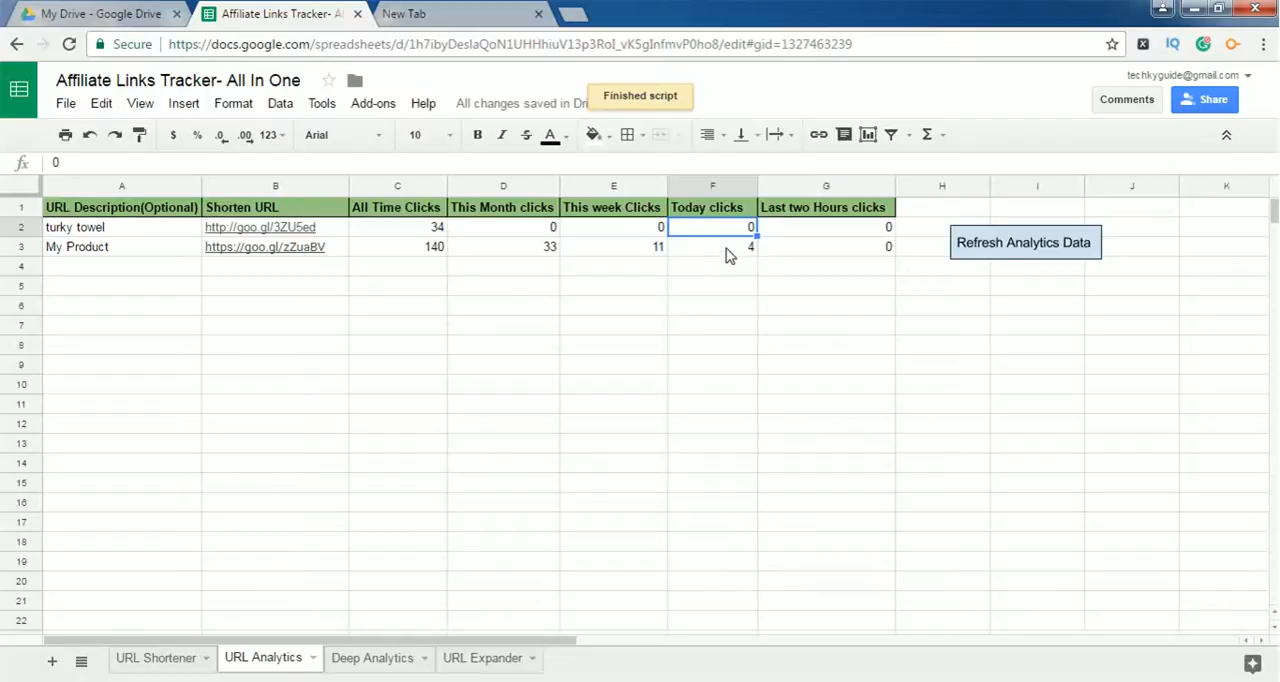 My Drive - Google Drive
Affiliate Links Tracker- Al
New Tab
Secure
https://docs.google.com/spreadsheets/d/1h7ibyDeslaQoN1UHHhiuV13p3RoI_vK5gInfmvP0ho8/edit#gid=1327463239
IQ
Affiliate Links Tracker- All In One
techkyguide@gmail.com
Finished script
File Edit View Insert Format Data Tools Add-ons Help All changes saved in Dri
Comments
Share
$ % .0 .00 123 Arial 10 B I S A Σ
fx 0
A B C D E F G H I J K
1 URL Description(Optional) Shorten URL All Time Clicks This Month clicks This week Clicks Today clicks Last two Hours clicks
2 turky towel http://goo.gl/3ZU5ed 34 0 0 0 0
Refresh Analytics Data
3 My Product https://goo.gl/zZuaBV 140 33 11 4 0
4
5
6
7
8
9
10
11
12
13
14
15
16
17
18
19
20
21
22
+ URL Shortener URL Analytics Deep Analytics URL Expander